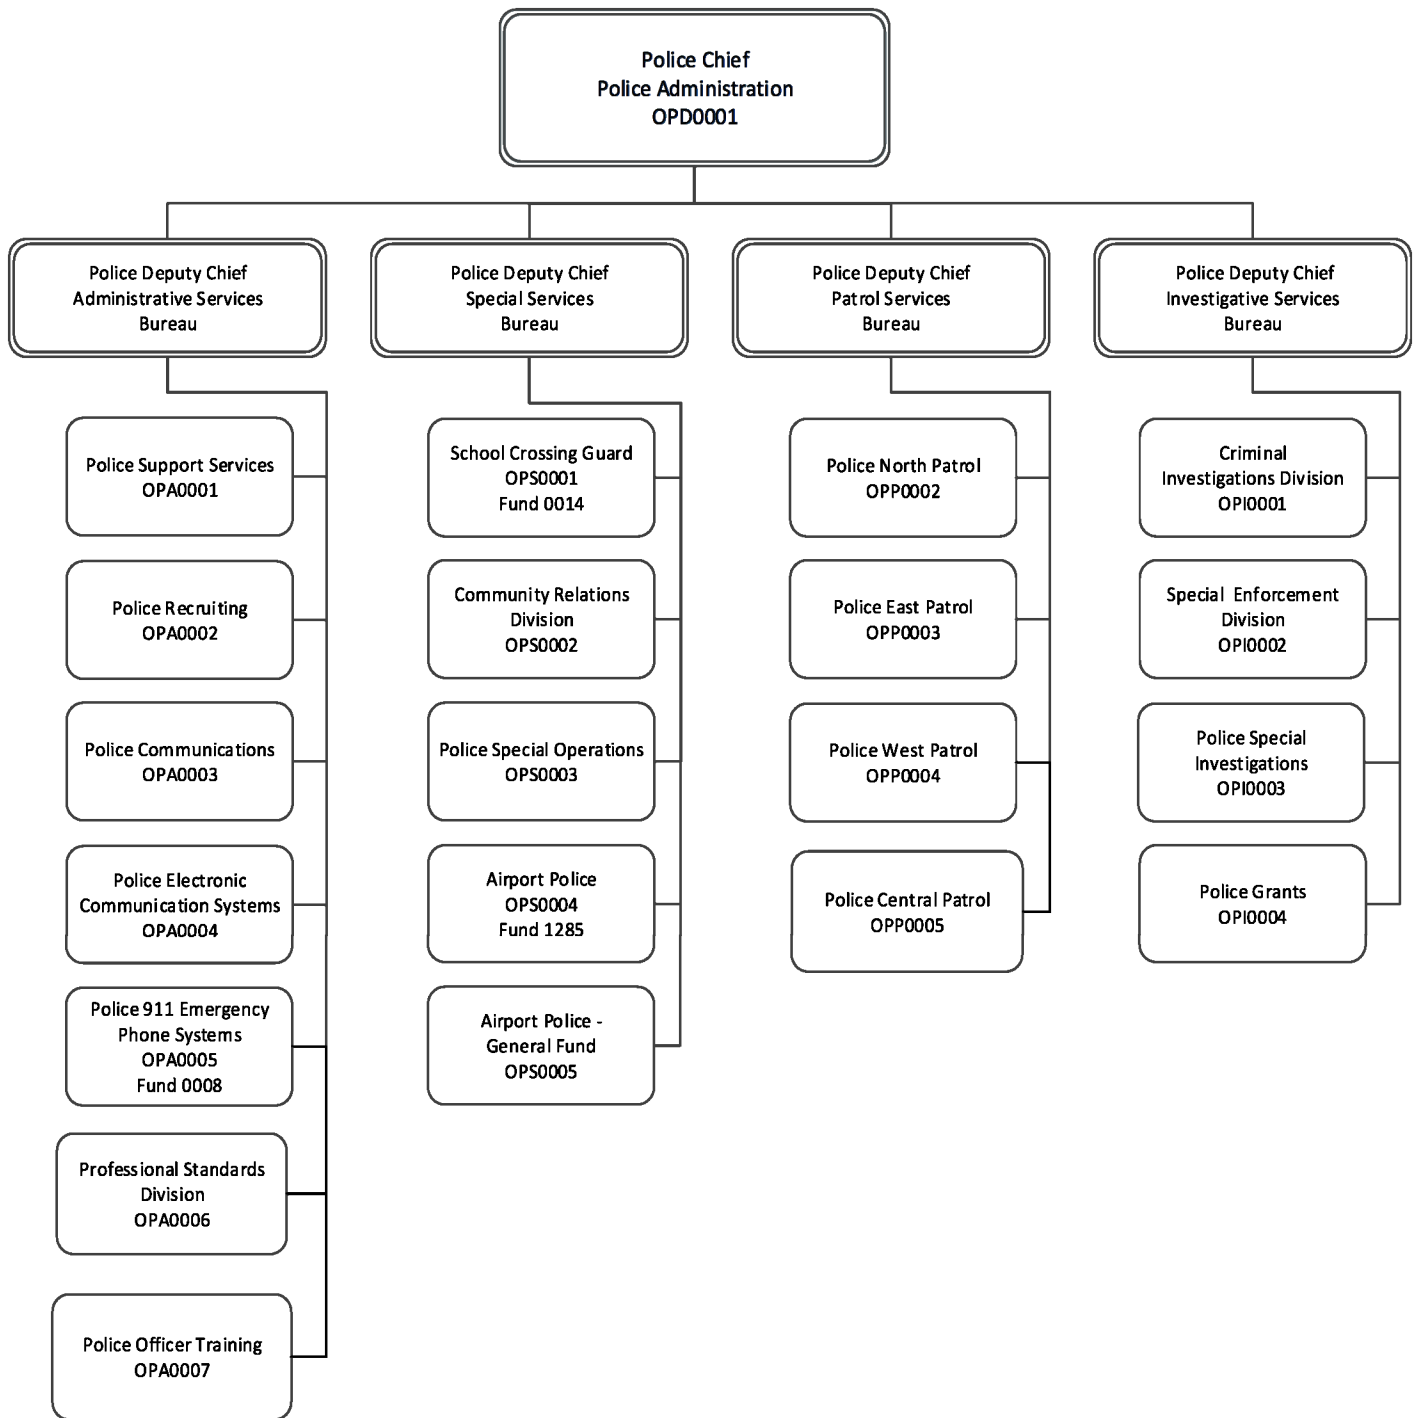 Police Chief
Police Administration
OPD0001
Police Deputy Chief
Administrative Services
Bureau
Police Deputy Chief
Special Services
Bureau
Police Deputy Chief
Patrol Services
Bureau
Police Deputy Chief
Investigative Services
Bureau
Police Support Services
OPA0001
Police Recruiting
OPA0002
Police Communications
OPA0003
Police Electronic
Communication Systems
OPA0004
Police 911 Emergency
Phone Systems
OPA0005
Fund 0008
Professional Standards
Division
OPA0006
Police Officer Training
OPA0007
School Crossing Guard
OPS0001
Fund 0014
Community Relations
Division
OPS0002
Police Special Operations
OPS0003
Airport Police
OPS0004
Fund 1285
Airport Police -
General Fund
OPS0005
Police North Patrol
OPP0002
Police East Patrol
OPP0003
Police West Patrol
OPP0004
Police Central Patrol
OPP0005
Criminal
Investigations Division
OPI0001
Special Enforcement
Division
OPI0002
Police Special
Investigations
OPI0003
Police Grants
OPI0004